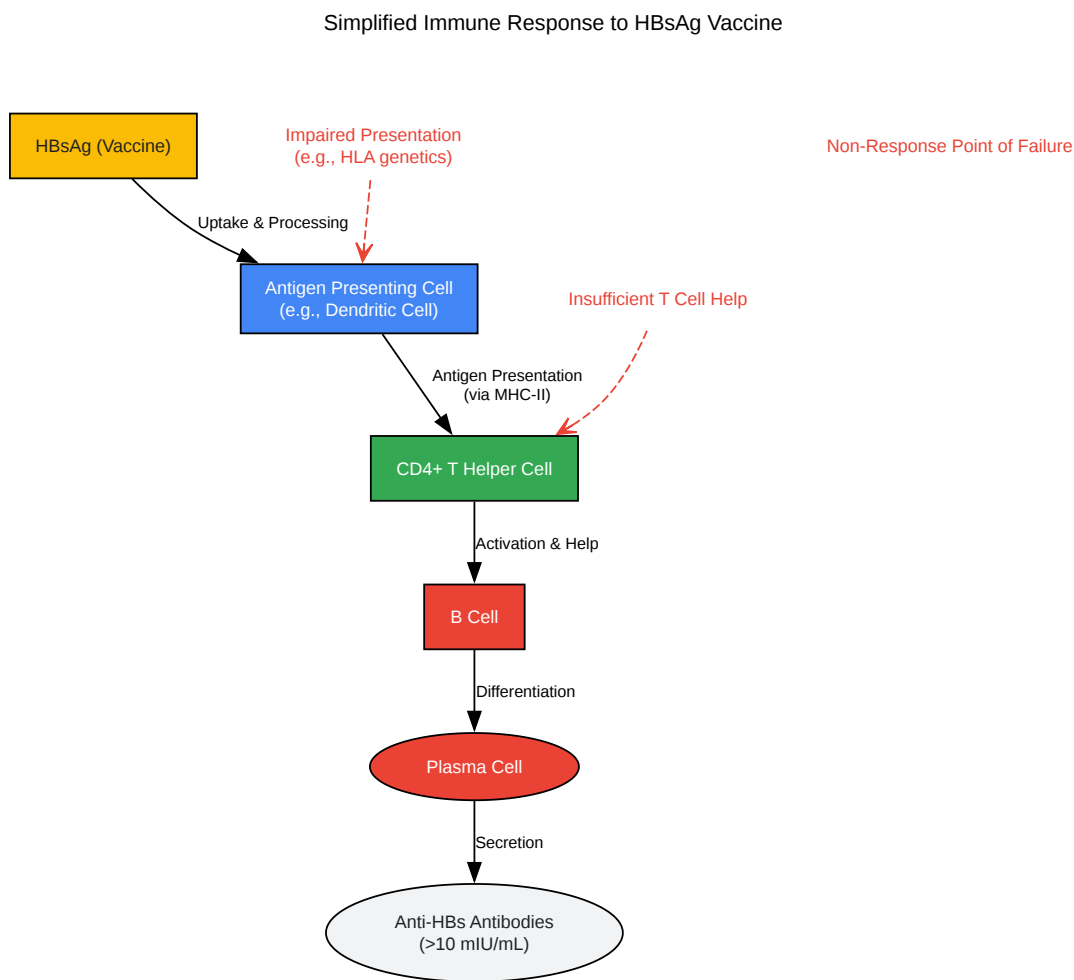 Simplified Immune Response to HBsAg Vaccine
HBsAg (Vaccine)
Impaired Presentation
(e.g., HLA genetics)
Non-Response Point of Failure
Uptake & Processing
Antigen Presenting Cell
(e.g., Dendritic Cell)
Insufficient T Cell Help
Antigen Presentation
(via MHC-II)
CD4+ T Helper Cell
Activation & Help
B Cell
Differentiation
Plasma Cell
Secretion
Anti-HBs Antibodies
(>10 mIU/mL)